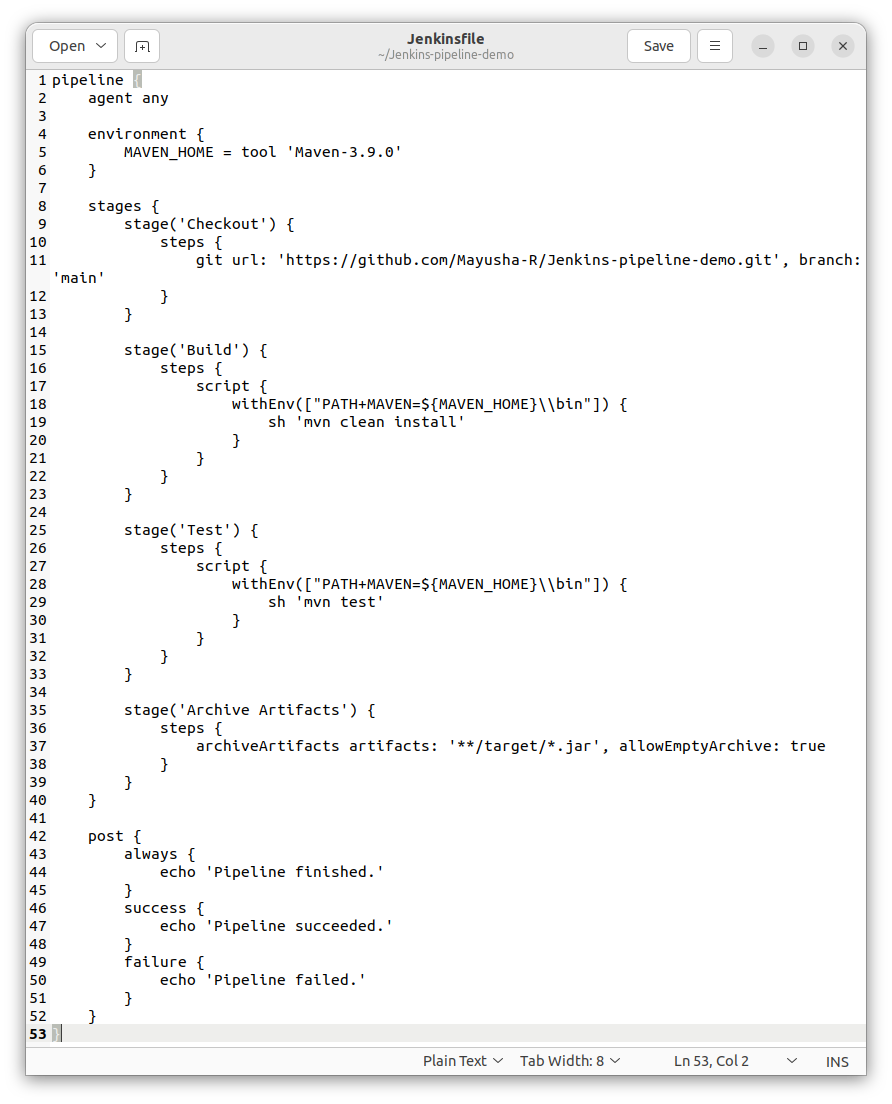 Open
Jenkinsfile
~/Jenkins-pipeline-demo
Save
1 pipeline {
2     agent any
3
4     environment {
5         MAVEN_HOME = tool 'Maven-3.9.0'
6     }
7
8     stages {
9         stage('Checkout') {
10             steps {
11                 git url: 'https://github.com/Mayusha-R/Jenkins-pipeline-demo.git', branch:
'main'
12             }
13         }
14
15         stage('Build') {
16             steps {
17                 script {
18                     withEnv(["PATH+MAVEN=${MAVEN_HOME}\\bin"]) {
19                         sh 'mvn clean install'
20                     }
21                 }
22             }
23         }
24
25         stage('Test') {
26             steps {
27                 script {
28                     withEnv(["PATH+MAVEN=${MAVEN_HOME}\\bin"]) {
29                         sh 'mvn test'
30                     }
31                 }
32             }
33         }
34
35         stage('Archive Artifacts') {
36             steps {
37                 archiveArtifacts artifacts: '**/target/*.jar', allowEmptyArchive: true
38             }
39         }
40     }
41
42     post {
43         always {
44             echo 'Pipeline finished.'
45         }
46         success {
47             echo 'Pipeline succeeded.'
48         }
49         failure {
50             echo 'Pipeline failed.'
51         }
52     }
53 }
Plain Text Tab Width: 8 Ln 53, Col 2 INS